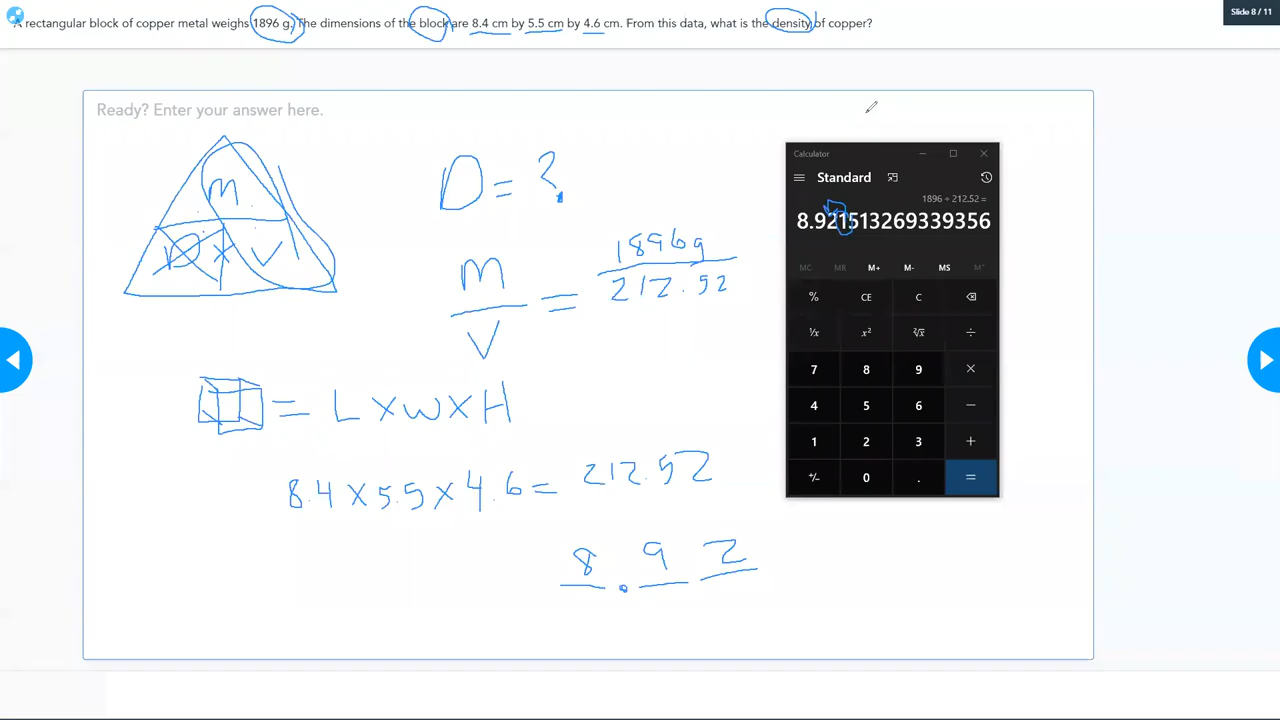 A rectangular block of copper metal weighs 1896 g. The dimensions of the block are 8.4 cm by 5.5 cm by 4.6 cm. From this data, what is the density of copper?
Slide 8 / 11
Ready? Enter your answer here.
M
D X V
D = ?
M
V
=
1896g
212.52
= L X W X H
8.4 X 5.5 X 4.6 = 212.52
8 . 9 2
Calculator
Standard
1896 ÷ 212.52 =
8.921513269339356
MC MR M+ M- MS M˅
% CE C
¹/x x² ²√x ÷
7 8 9 ×
4 5 6 −
1 2 3 +
+/− 0 . =